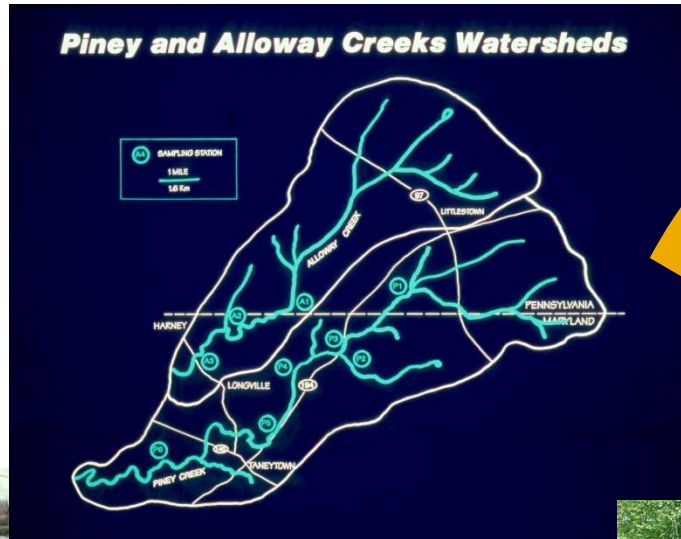 Piney and Alloway Creeks Watersheds
A4 SAMPLING STATION
1 MILE
1.6 Km
97
LITTLESTOWN
ALLOWAY CREEK
P1
A1
PENNSYLVANIA
HARNEY
A2
MARYLAND
P3
A3
P4
P2
LONGVILLE
194
P5
P6
TANEYTOWN
PINEY CREEK